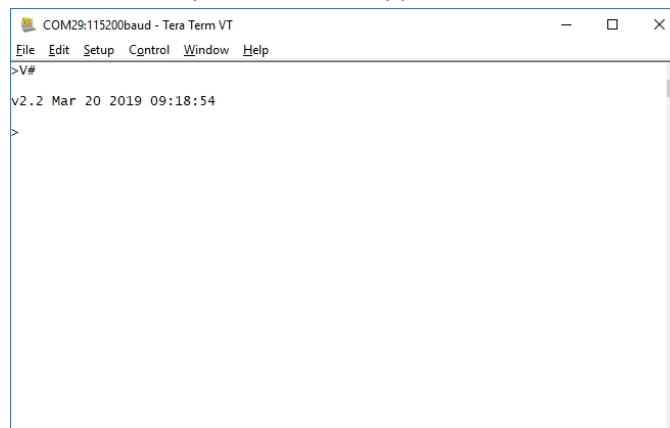 COM29:115200baud - Tera Term VT
File Edit Setup Control Window Help
>V#
v2.2 Mar 20 2019 09:18:54
>